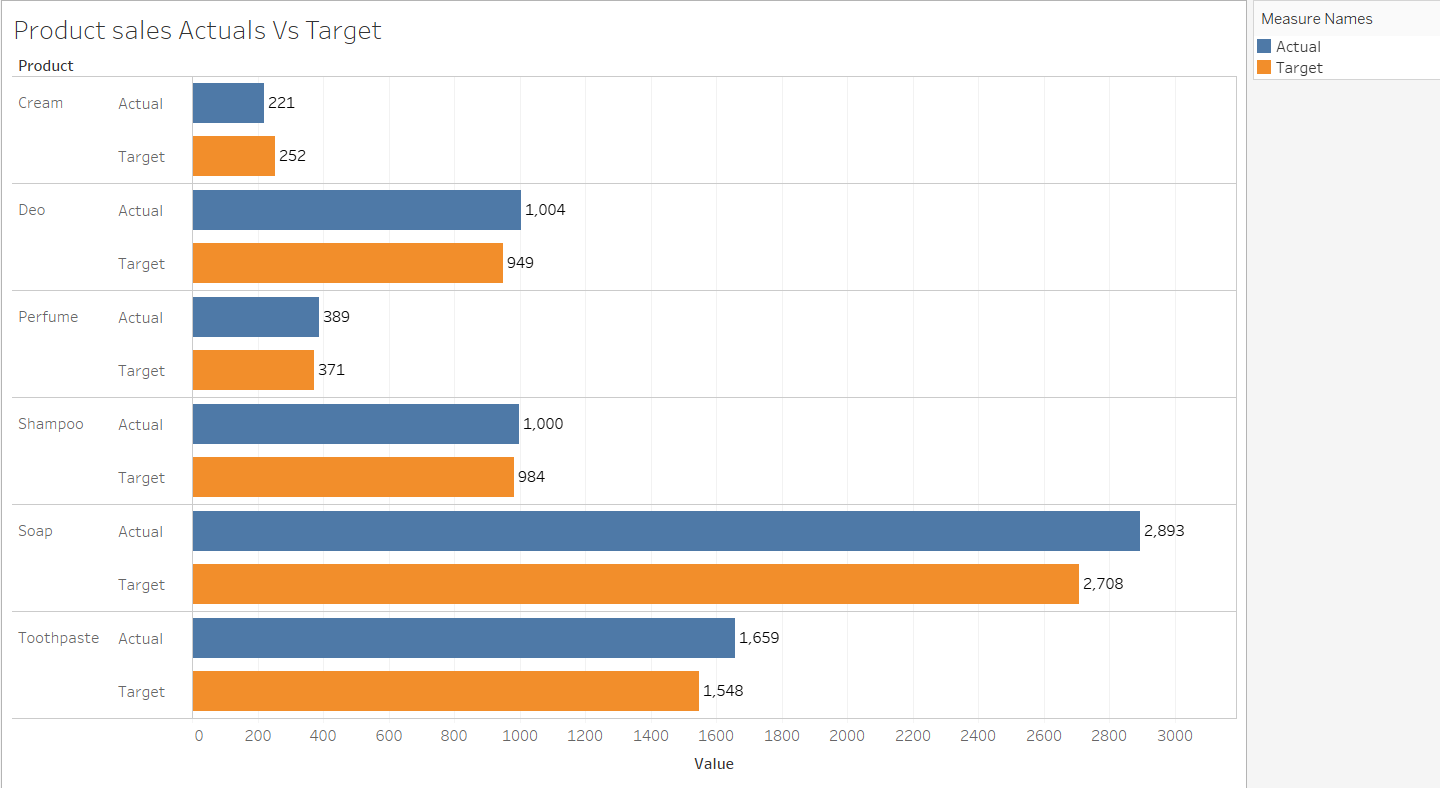 Product sales Actuals Vs Target
Product
Cream Actual 221
Target 252
Deo Actual 1,004
Target 949
Perfume Actual 389
Target 371
Shampoo Actual 1,000
Target 984
Soap Actual 2,893
Target 2,708
Toothpaste Actual 1,659
Target 1,548
0 200 400 600 800 1000 1200 1400 1600 1800 2000 2200 2400 2600 2800 3000
Value
Measure Names
Actual
Target